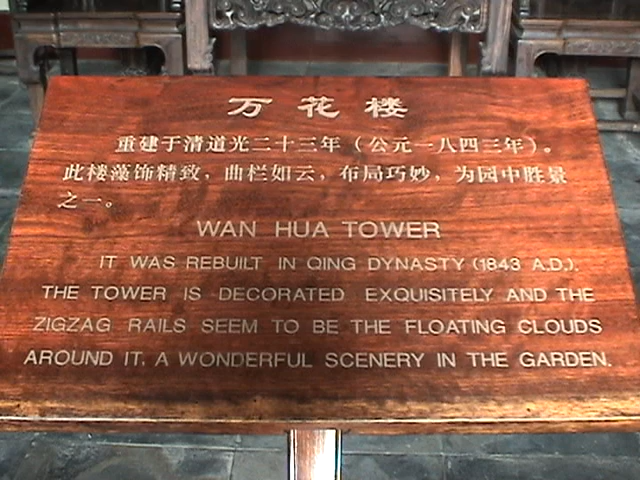 万花楼
重建于清道光二十三年（公元一八四三年）。
此楼藻饰精致，曲栏如云，布局巧妙，为园中胜景
之一。
WAN HUA TOWER
IT WAS REBUILT IN QING DYNASTY (1843 A.D.).
THE TOWER IS DECORATED EXQUISITELY AND THE
ZIGZAG RAILS SEEM TO BE THE FLOATING CLOUDS
AROUND IT. A WONDERFUL SCENERY IN THE GARDEN.